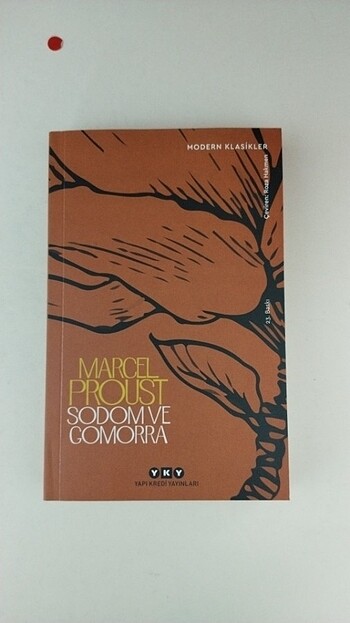 MODERN KLASİKLER
Çeviren: Roza Hakmen
23. Baskı
MARCEL
PROUST
SODOM VE
GOMORRA
YKY
YAPI KREDİ YAYINLARI